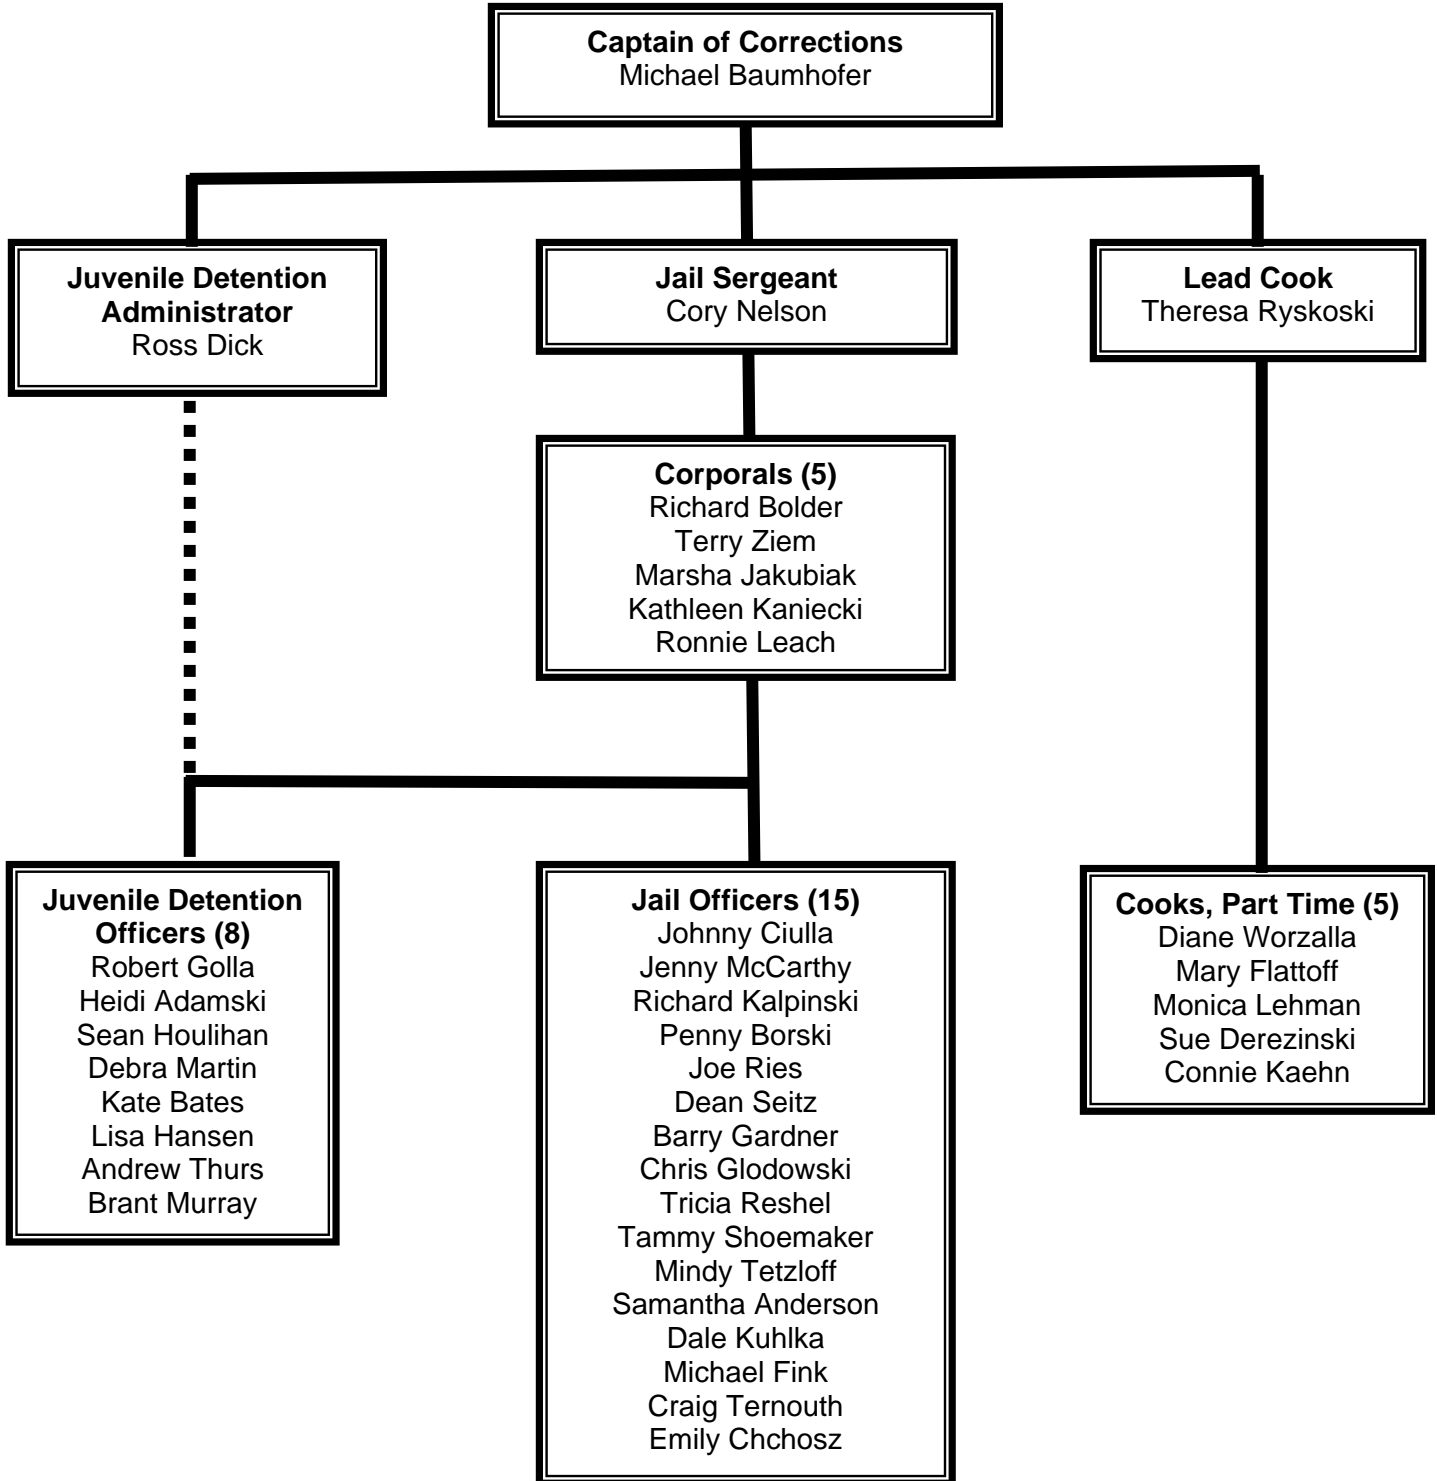 Captain of Corrections
Michael Baumhofer
Juvenile Detention
Administrator
Ross Dick
Jail Sergeant
Cory Nelson
Lead Cook
Theresa Ryskoski
Corporals (5)
Richard Bolder
Terry Ziem
Marsha Jakubiak
Kathleen Kaniecki
Ronnie Leach
Juvenile Detention
Officers (8)
Robert Golla
Heidi Adamski
Sean Houlihan
Debra Martin
Kate Bates
Lisa Hansen
Andrew Thurs
Brant Murray
Jail Officers (15)
Johnny Ciulla
Jenny McCarthy
Richard Kalpinski
Penny Borski
Joe Ries
Dean Seitz
Barry Gardner
Chris Glodowski
Tricia Reshel
Tammy Shoemaker
Mindy Tetzloff
Samantha Anderson
Dale Kuhlka
Michael Fink
Craig Ternouth
Emily Chchosz
Cooks, Part Time (5)
Diane Worzalla
Mary Flattoff
Monica Lehman
Sue Derezinski
Connie Kaehn